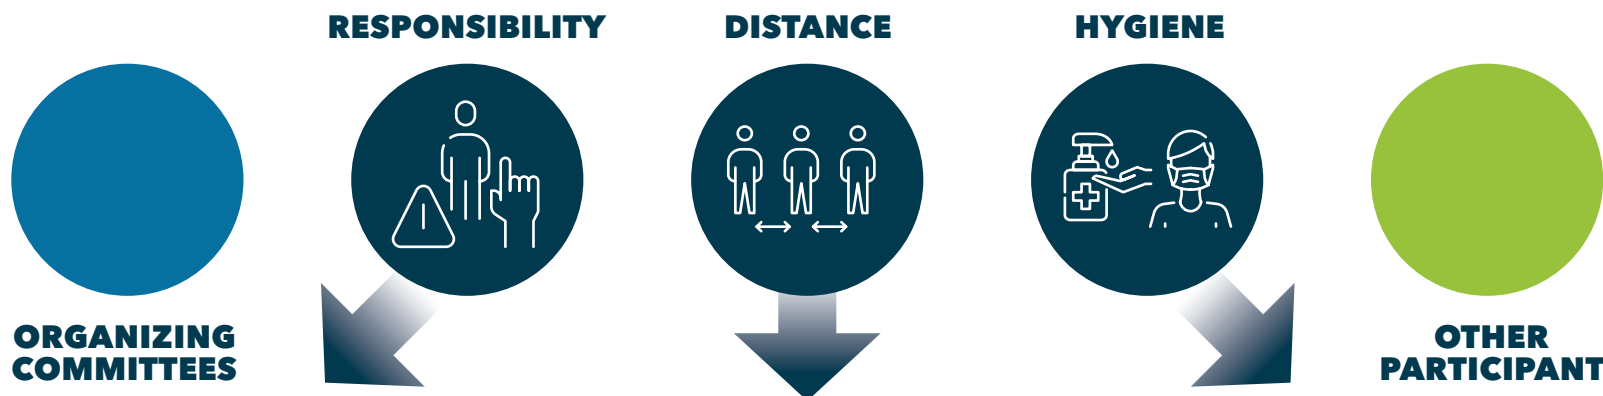 RESPONSIBILITY
DISTANCE
HYGIENE
ORGANIZING
COMMITTEES
OTHER
PARTICIPANT